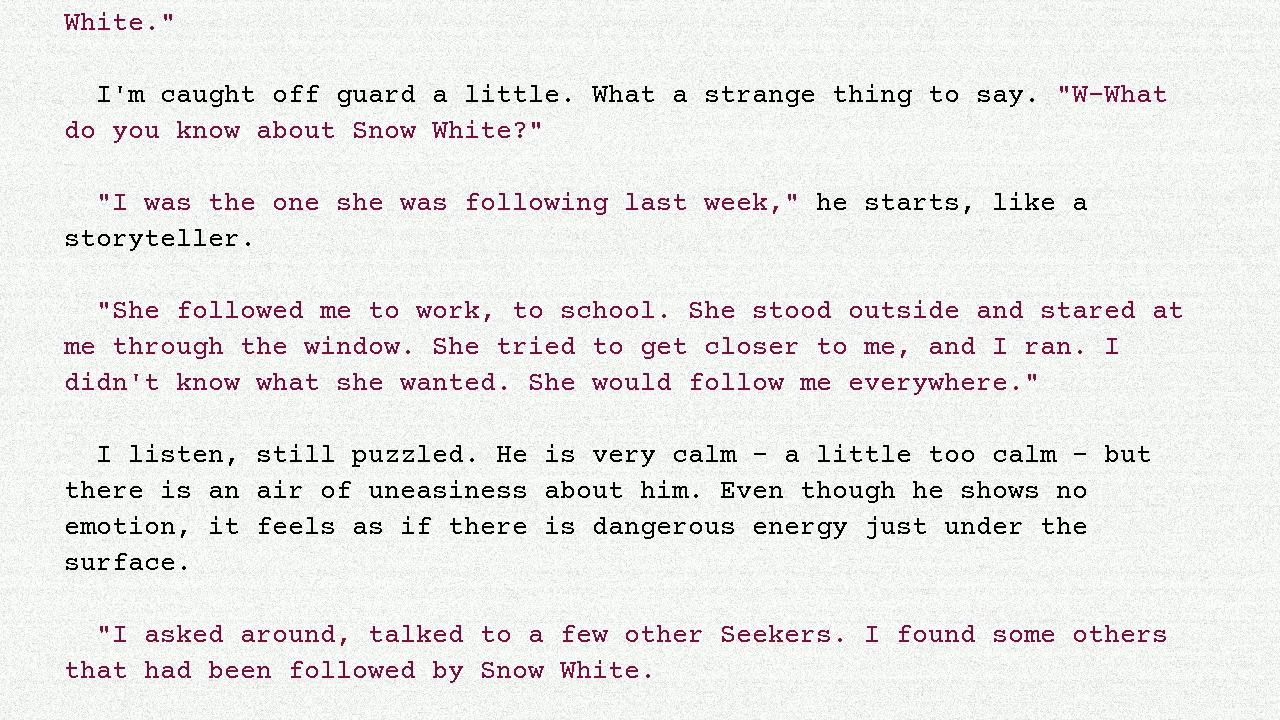 White."
I'm caught off guard a little. What a strange thing to say. "W-What
do you know about Snow White?"
"I was the one she was following last week," he starts, like a
storyteller.
"She followed me to work, to school. She stood outside and stared at
me through the window. She tried to get closer to me, and I ran. I
didn't know what she wanted. She would follow me everywhere."
I listen, still puzzled. He is very calm - a little too calm - but
there is an air of uneasiness about him. Even though he shows no
emotion, it feels as if there is dangerous energy just under the
surface.
"I asked around, talked to a few other Seekers. I found some others
that had been followed by Snow White.